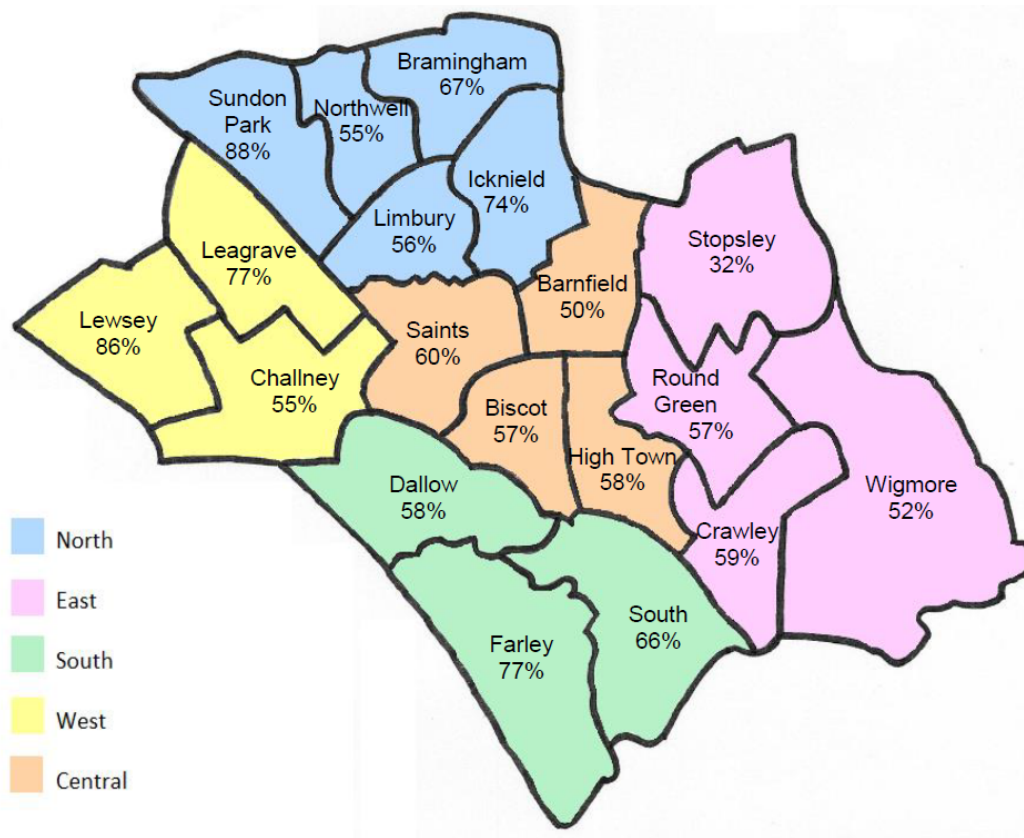 Bramingham
67%
Sundon
Park
88%
Northwell
55%
Icknield
74%
Limbury
56%
Leagrave
77%
Stopsley
32%
Barnfield
50%
Lewsey
86%
Saints
60%
Challney
55%
Round
Green
57%
Biscot
57%
High Town
58%
Dallow
58%
Wigmore
52%
Crawley
59%
South
66%
Farley
77%
North
East
South
West
Central